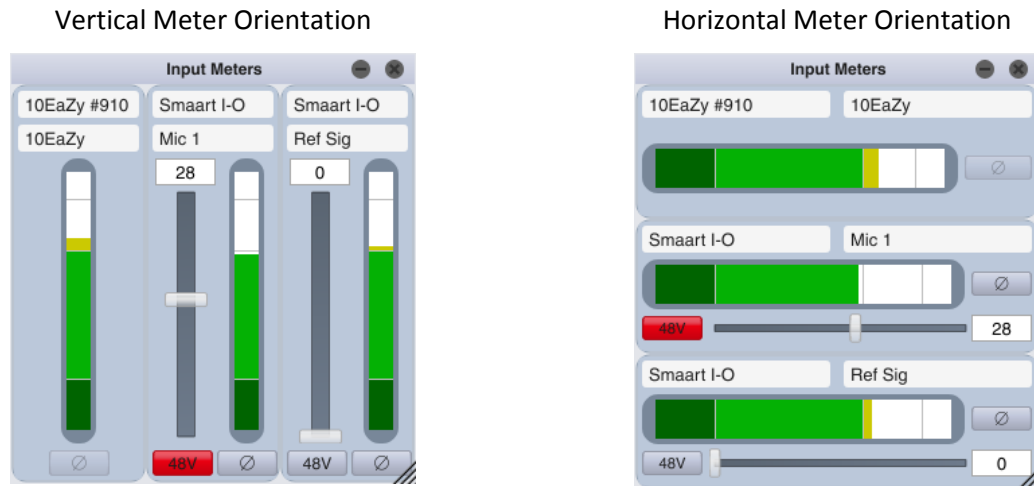 Vertical Meter Orientation
Input Meters
10EaZy #910 Smaart I-O Smaart I-O
10EaZy Mic 1 Ref Sig
28 0
∅ 48V ∅ 48V ∅
Horizontal Meter Orientation
Input Meters
10EaZy #910 10EaZy
∅
Smaart I-O Mic 1
∅
48V 28
Smaart I-O Ref Sig
∅
48V 0